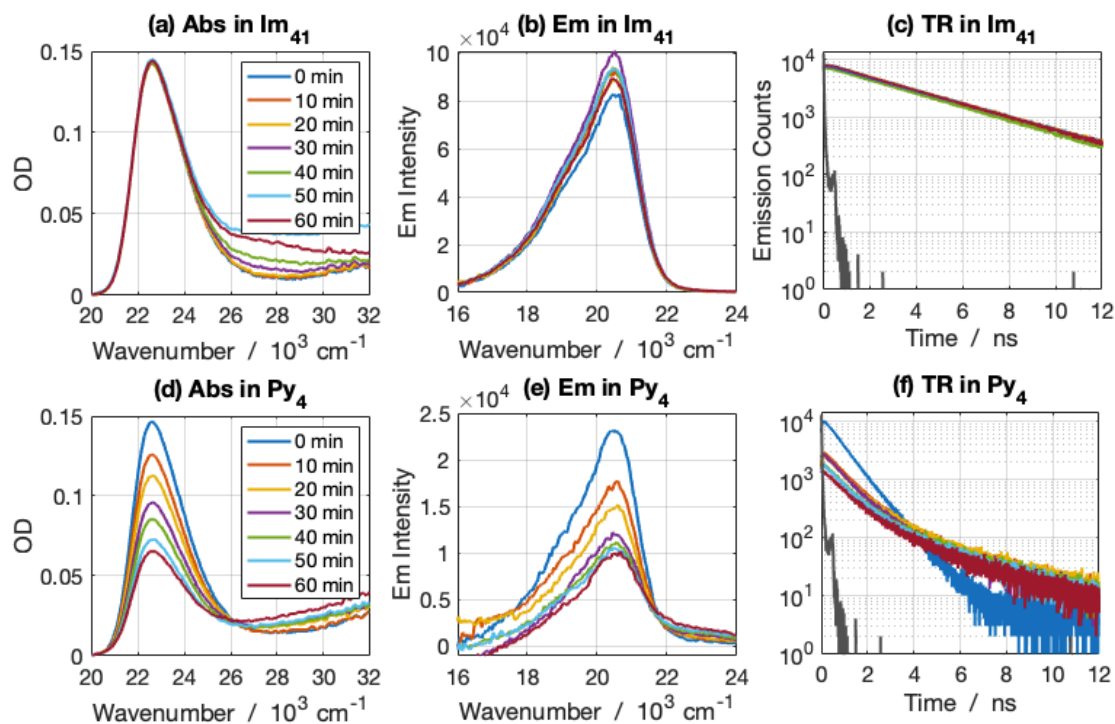 (a) Abs in Im41
OD
0.15
0.1
0.05
0
20 22 24 26 28 30 32
Wavenumber / 10³ cm⁻¹
0 min
10 min
20 min
30 min
40 min
50 min
60 min
(b) Em in Im41
×10⁴
Em Intensity
10
8
6
4
2
0
16 18 20 22 24
Wavenumber / 10³ cm⁻¹
(c) TR in Im41
Emission Counts
10⁴
10³
10²
10¹
10⁰
0 2 4 6 8 10 12
Time / ns
(d) Abs in Py4
OD
0.15
0.1
0.05
0
20 22 24 26 28 30 32
Wavenumber / 10³ cm⁻¹
0 min
10 min
20 min
30 min
40 min
50 min
60 min
(e) Em in Py4
×10⁴
Em Intensity
2.5
2.0
1.5
1.0
0.5
0.0
16 18 20 22 24
Wavenumber / 10³ cm⁻¹
(f) TR in Py4
10⁴
10³
10²
10¹
10⁰
0 2 4 6 8 10 12
Time / ns